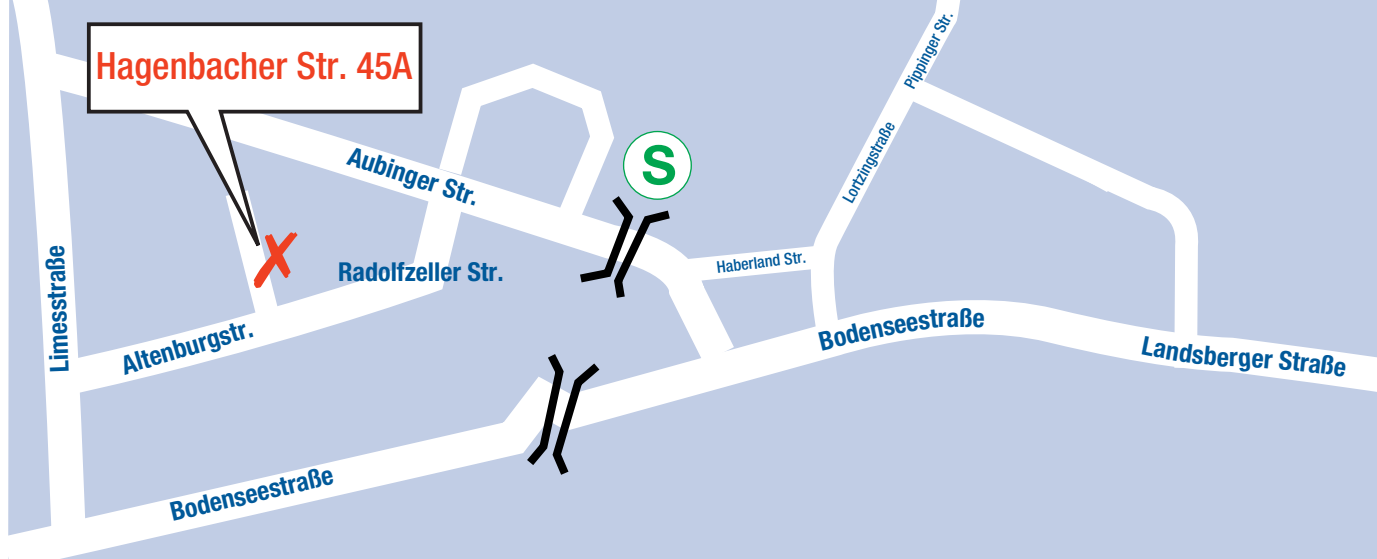 Pippinger Str.
Hagenbacher Str. 45A
Aubinger Str.
S
Lortzingstraße
Limesstraße
Radolfzeller Str.
Haberland Str.
Altenburgstr.
Bodenseestraße
Landsberger Straße
Bodenseestraße